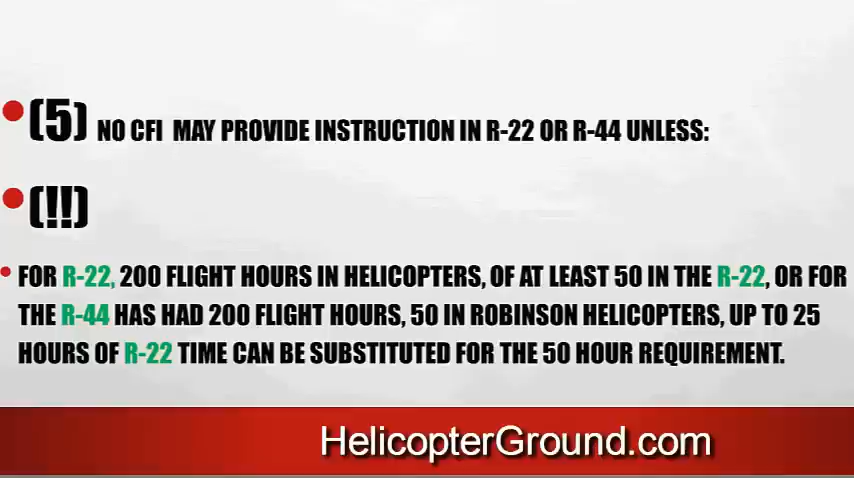 •(5) NO CFI MAY PROVIDE INSTRUCTION IN R-22 OR R-44 UNLESS:
•(!!)
• FOR R-22, 200 FLIGHT HOURS IN HELICOPTERS, OF AT LEAST 50 IN THE R-22, OR FOR
THE R-44 HAS HAD 200 FLIGHT HOURS, 50 IN ROBINSON HELICOPTERS, UP TO 25
HOURS OF R-22 TIME CAN BE SUBSTITUTED FOR THE 50 HOUR REQUIREMENT.
HelicopterGround.com